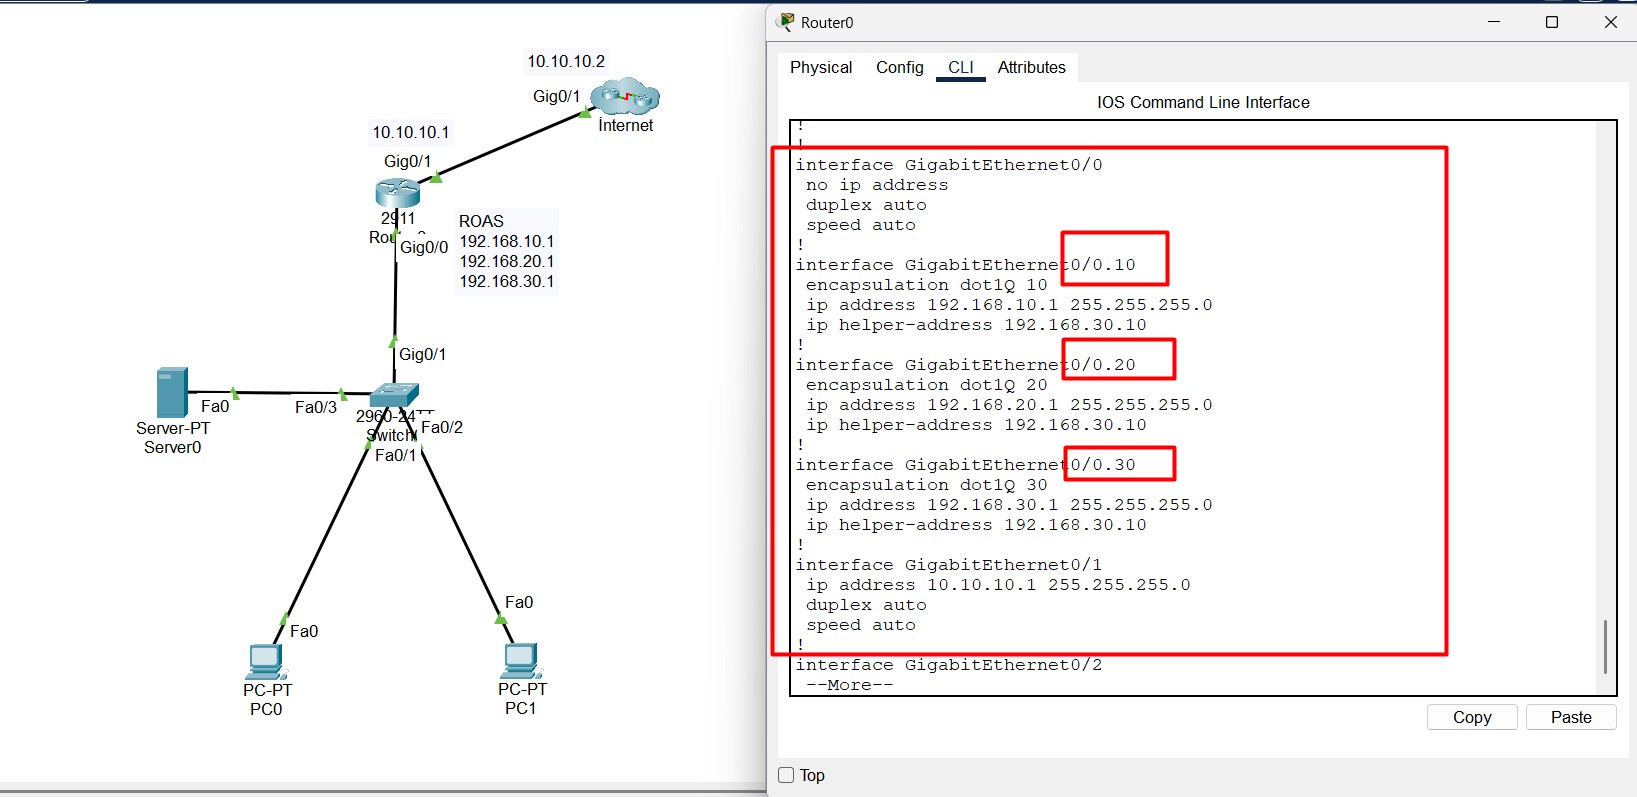 10.10.10.2
Gig0/1
İnternet
10.10.10.1
Gig0/1
2911
ROAS
192.168.10.1
192.168.20.1
192.168.30.1
Gig0/0
Gig0/1
Fa0
Fa0/3
Server-PT
Server0
Fa0/2
Fa0/1
Fa0
Fa0
PC-PT
PC0
PC-PT
PC1
Router0
Physical Config CLI Attributes
IOS Command Line Interface
!
!
interface GigabitEthernet0/0
no ip address
duplex auto
speed auto
!
interface GigabitEthernet0/0.10
encapsulation dot1Q 10
ip address 192.168.10.1 255.255.255.0
ip helper-address 192.168.30.10
!
interface GigabitEthernet0/0.20
encapsulation dot1Q 20
ip address 192.168.20.1 255.255.255.0
ip helper-address 192.168.30.10
!
interface GigabitEthernet0/0.30
encapsulation dot1Q 30
ip address 192.168.30.1 255.255.255.0
ip helper-address 192.168.30.10
!
interface GigabitEthernet0/1
ip address 10.10.10.1 255.255.255.0
duplex auto
speed auto
!
interface GigabitEthernet0/2
--More--
Copy Paste
Top